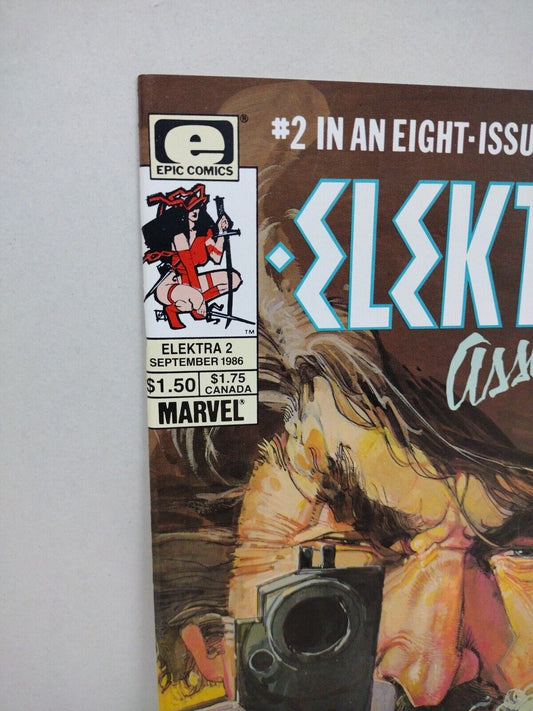 e®
EPIC COMICS
#2 IN AN EIGHT-ISSU
ELEKT
assa
TM
ELEKTRA 2
SEPTEMBER 1986
$1.50 $1.75
CANADA
MARVEL®